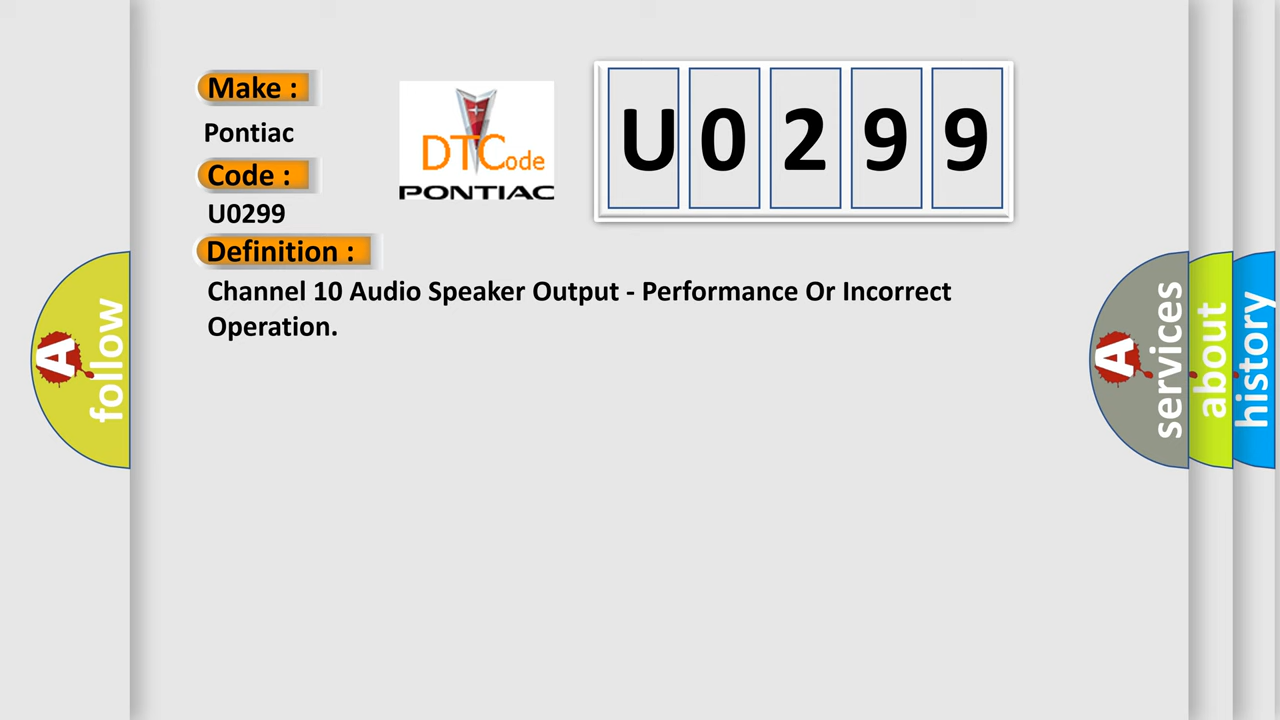 Make :
Pontiac
Code :
U0299
Definition :
Channel 10 Audio Speaker Output - Performance Or Incorrect
Operation.
DTCode
PONTIAC
U0299
A follow
A services
about
history